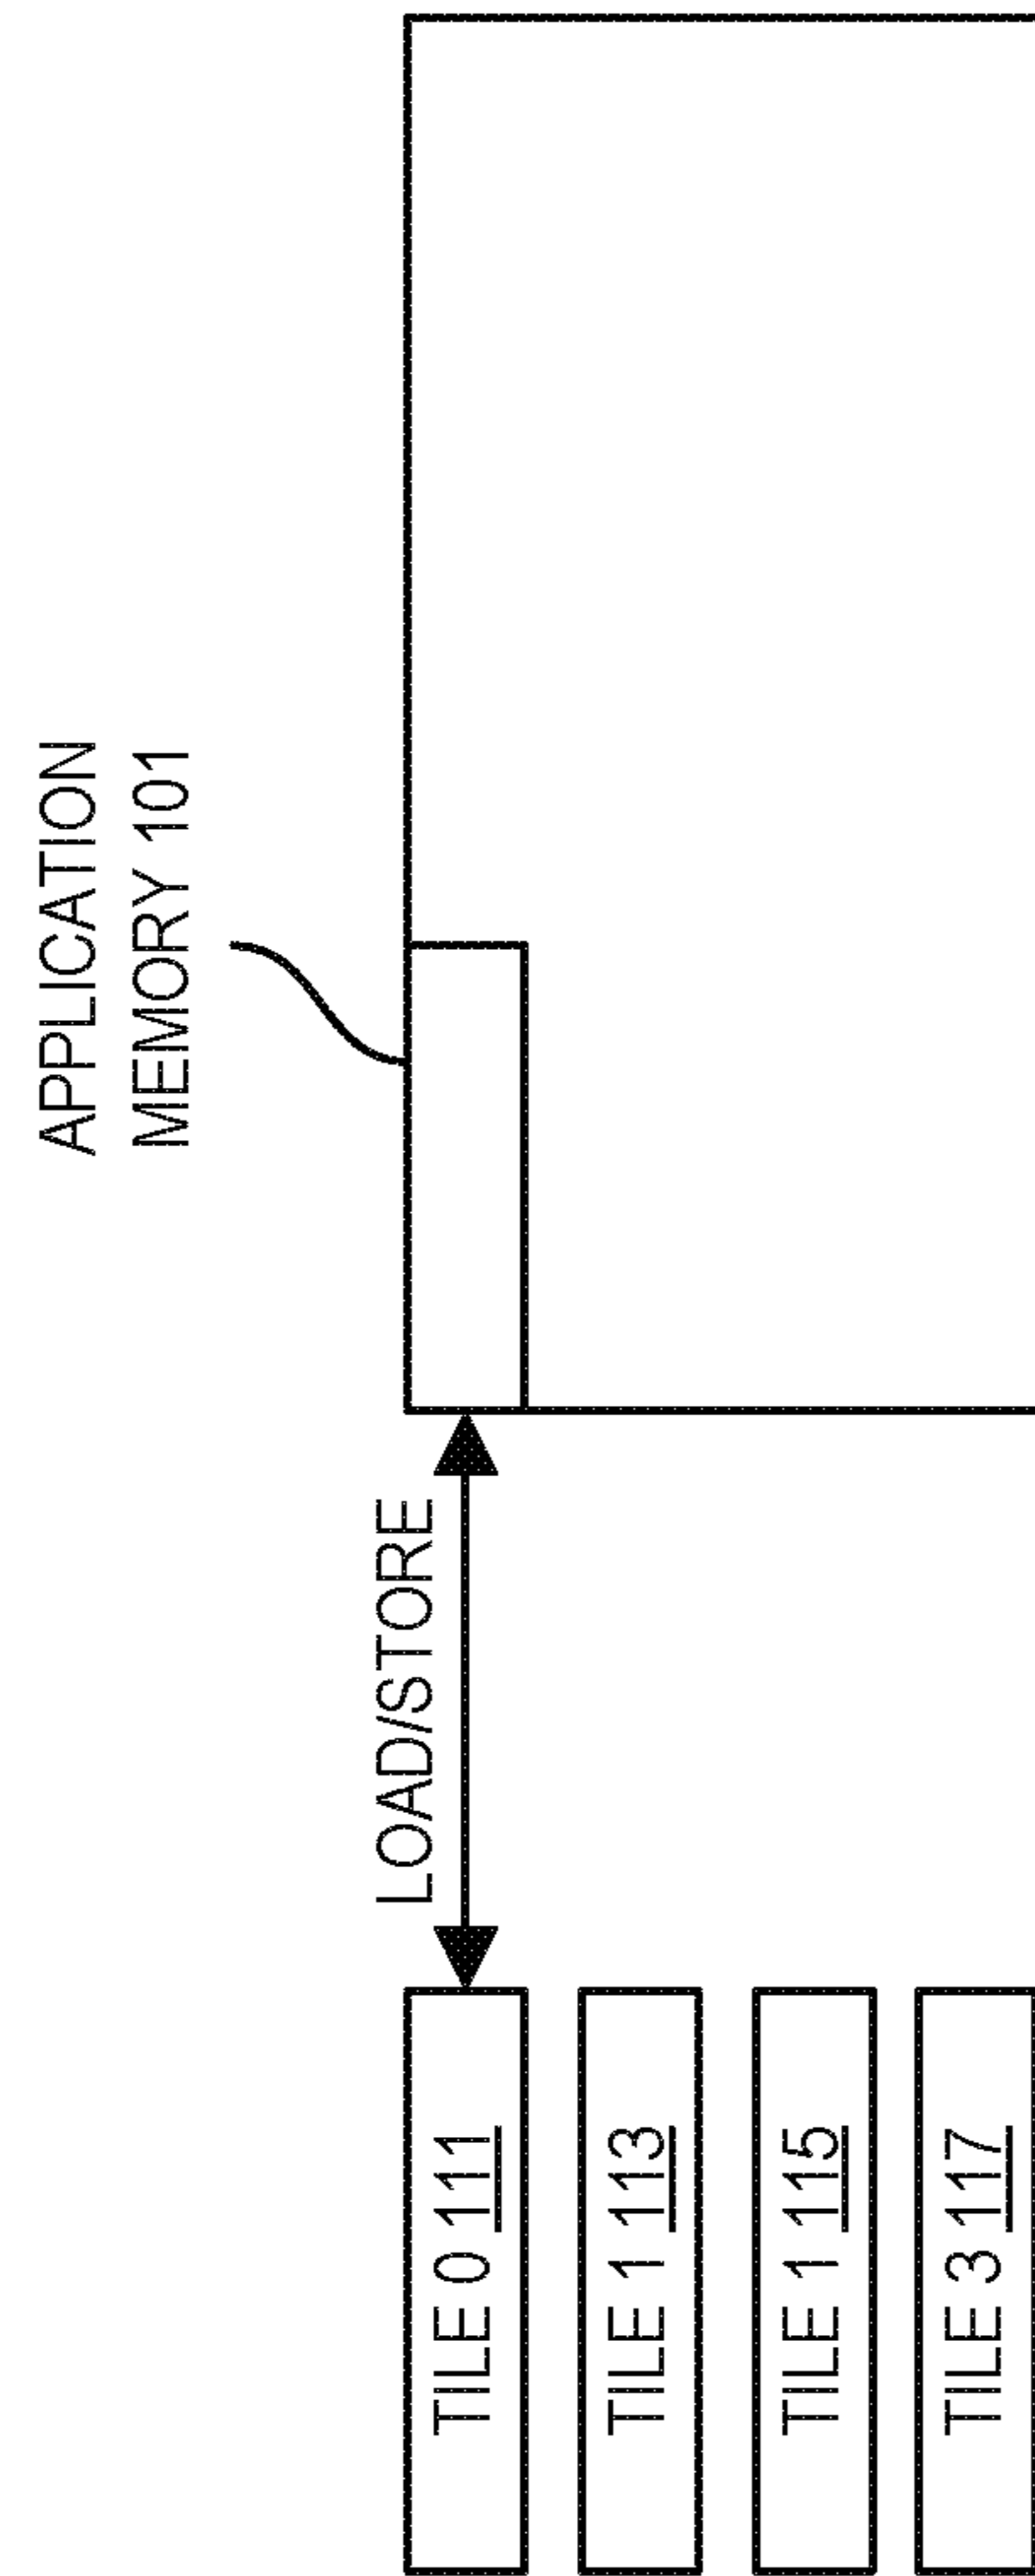 APPLICATION
MEMORY 101
LOAD/STORE
TILE 0 111
TILE 1 113
TILE 1 115
TILE 3 117